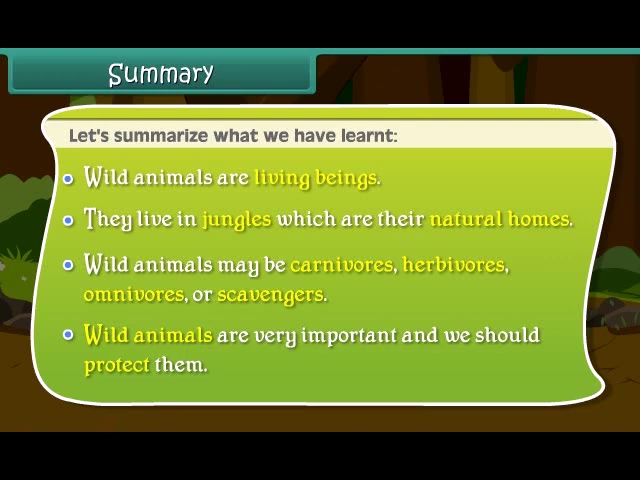 Summary
Let's summarize what we have learnt:
Wild animals are living beings.
They live in jungles which are their natural homes.
Wild animals may be carnivores, herbivores,
omnivores, or scavengers.
Wild animals are very important and we should
protect them.